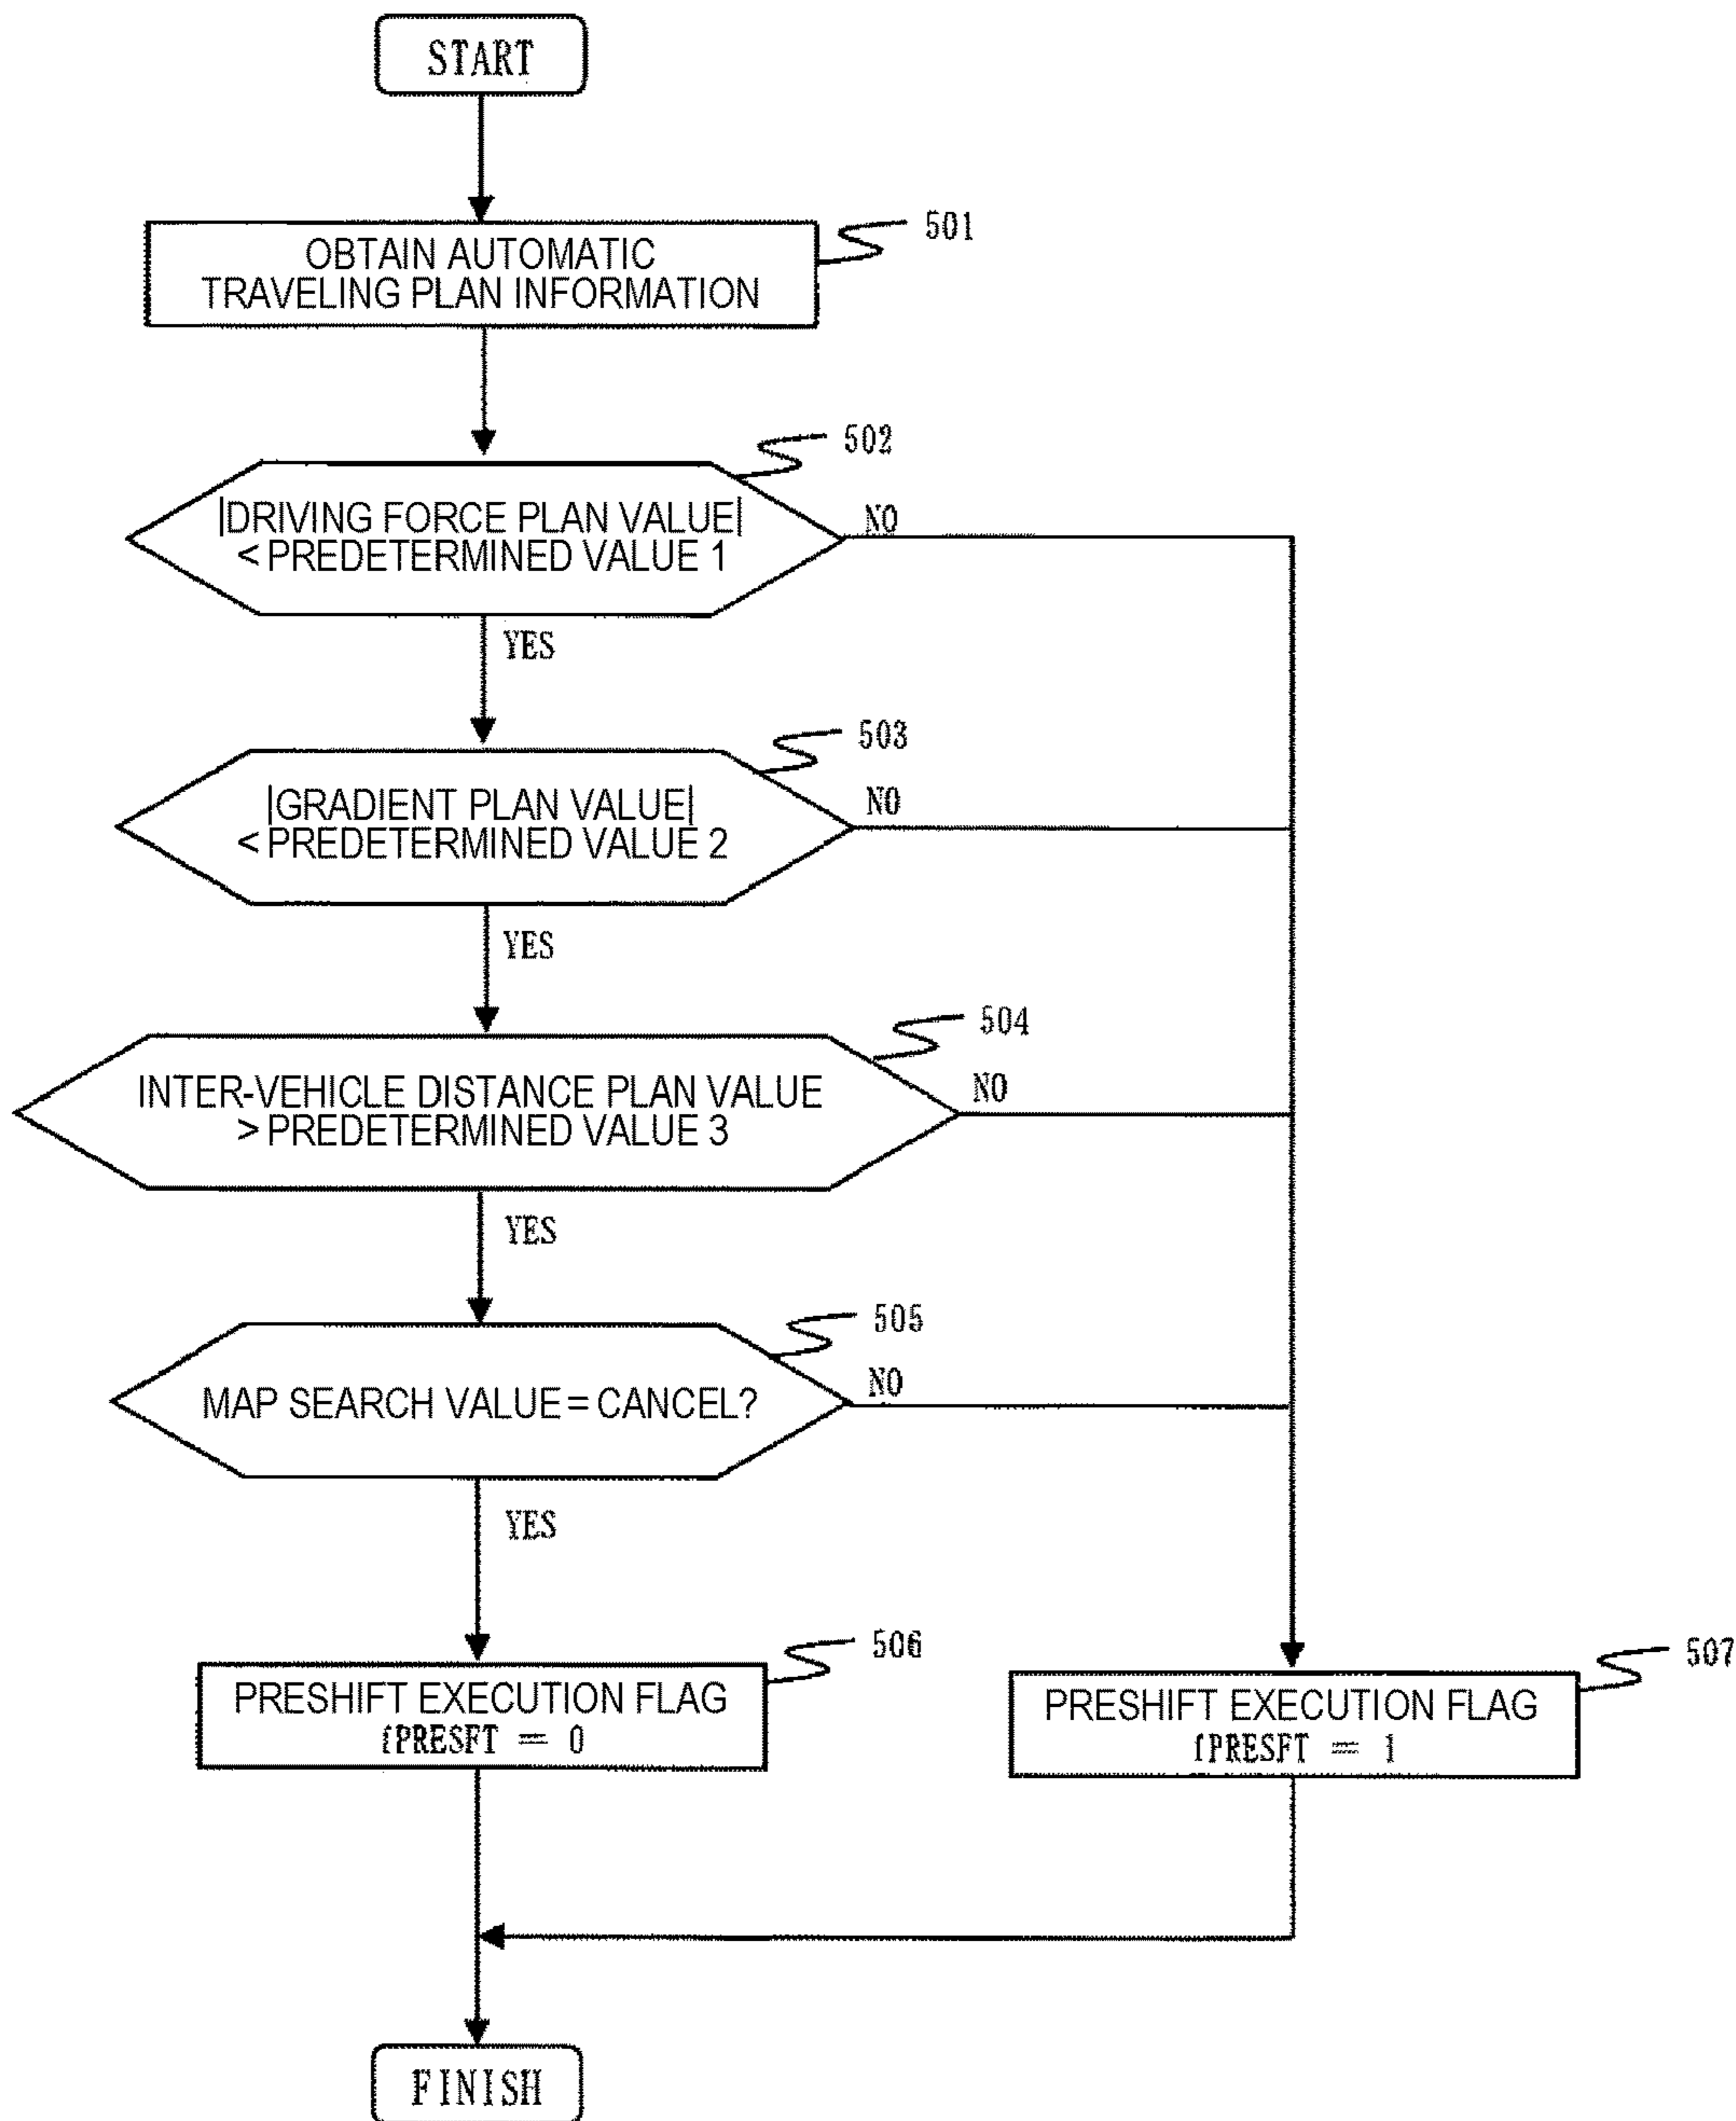 START
OBTAIN AUTOMATIC
TRAVELING PLAN INFORMATION
501
502
|DRIVING FORCE PLAN VALUE|
< PREDETERMINED VALUE 1
NO
YES
503
|GRADIENT PLAN VALUE|
< PREDETERMINED VALUE 2
NO
YES
504
INTER-VEHICLE DISTANCE PLAN VALUE
> PREDETERMINED VALUE 3
NO
YES
505
MAP SEARCH VALUE = CANCEL?
NO
YES
506
PRESHIFT EXECUTION FLAG
fPRESFT = 0
507
PRESHIFT EXECUTION FLAG
fPRESFT = 1
FINISH